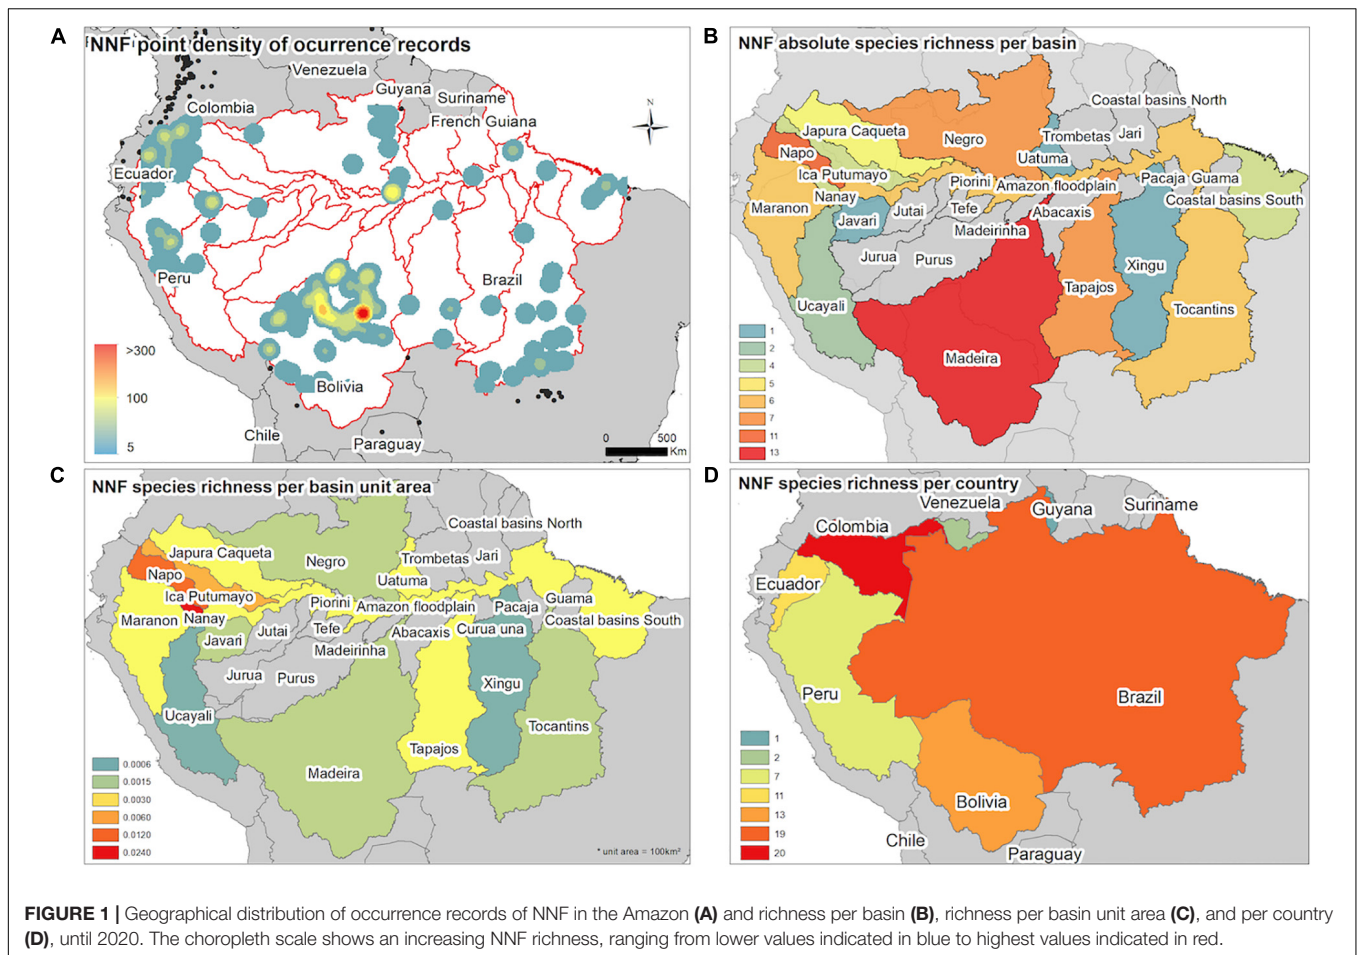 A
NNF point density of ocurrence records
Venezuela
Guyana
Suriname
French Guiana
Colombia
Ecuador
Peru
Brazil
Bolivia
Chile
Paraguay
N
>300
100
5
0 500
Km
B
NNF absolute species richness per basin
Coastal basins North
Japura Caqueta
Negro
Trombetas
Jari
Napo
Uatuma
Ica Putumayo
Piorini
Amazon floodplain
Pacaja
Guama
Nanay
Coastal basins South
Maranon
Javari
Jutai
Tefe
Abacaxis
Madeirinha
Jurua
Purus
Xingu
Tapajos
Ucayali
Tocantins
Madeira
1
2
4
5
6
7
11
13
C
NNF species richness per basin unit area
Coastal basins North
Japura Caqueta
Negro
Trombetas
Jari
Napo
Uatuma
Ica Putumayo
Piorini
Amazon floodplain
Pacaja
Guama
Maranon
Nanay
Coastal basins South
Javari
Jutai
Tefe
Abacaxis
Curua una
Madeirinha
Jurua
Purus
Xingu
Ucayali
Tocantins
Tapajos
Madeira
0.0006
0.0015
0.0030
0.0060
0.0120
0.0240
* unit area = 100km²
D
NNF species richness per country
Venezuela
Guyana
Suriname
Colombia
Ecuador
Peru
Brazil
Bolivia
Chile
Paraguay
1
2
7
11
13
19
20
FIGURE 1 | Geographical distribution of occurrence records of NNF in the Amazon (A) and richness per basin (B), richness per basin unit area (C), and per country
(D), until 2020. The choropleth scale shows an increasing NNF richness, ranging from lower values indicated in blue to highest values indicated in red.